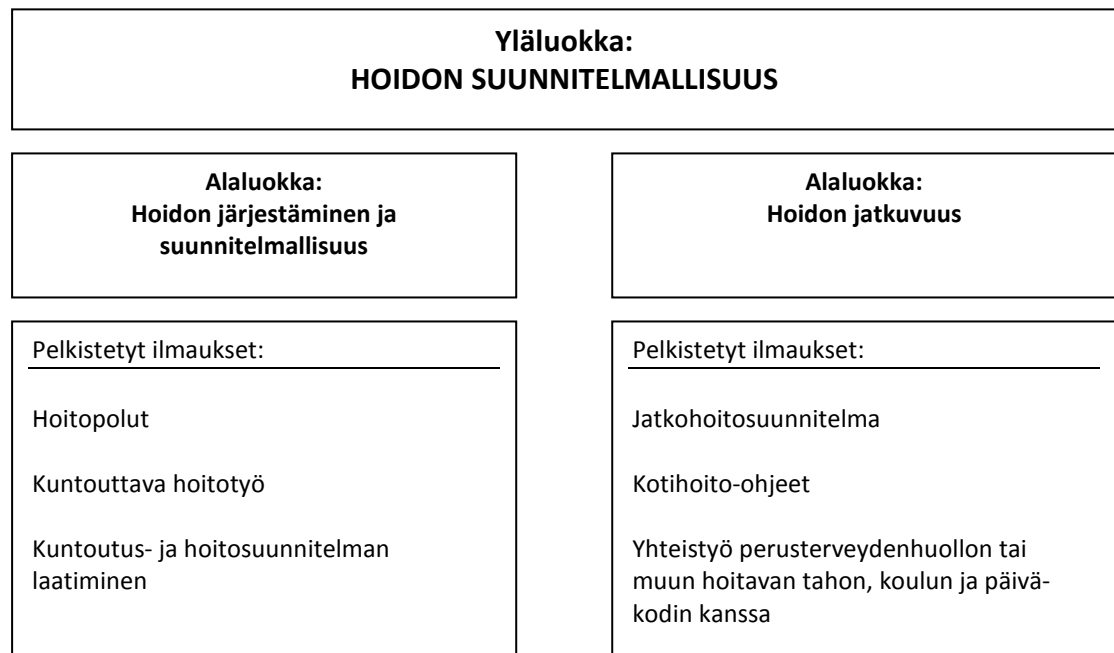 Yläluokka:
HOIDON SUUNNITELMALLISUUS
Alaluokka:
Hoidon järjestäminen ja
suunnitelmallisuus
Alaluokka:
Hoidon jatkuvuus
Pelkistetyt ilmaukset:
Hoitopolut
Kuntouttava hoitotyö
Kuntoutus- ja hoitosuunnitelman
laatiminen
Pelkistetyt ilmaukset:
Jatkohoitosuunnitelma
Kotihoito-ohjeet
Yhteistyö perusterveydenhuollon tai
muun hoitavan tahon, koulun ja päivä-
kodin kanssa